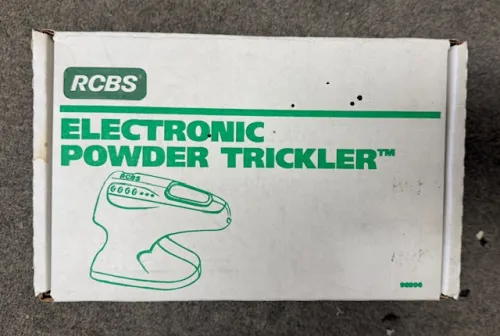 RCBS
ELECTRONIC
POWDER TRICKLER™
RCBS